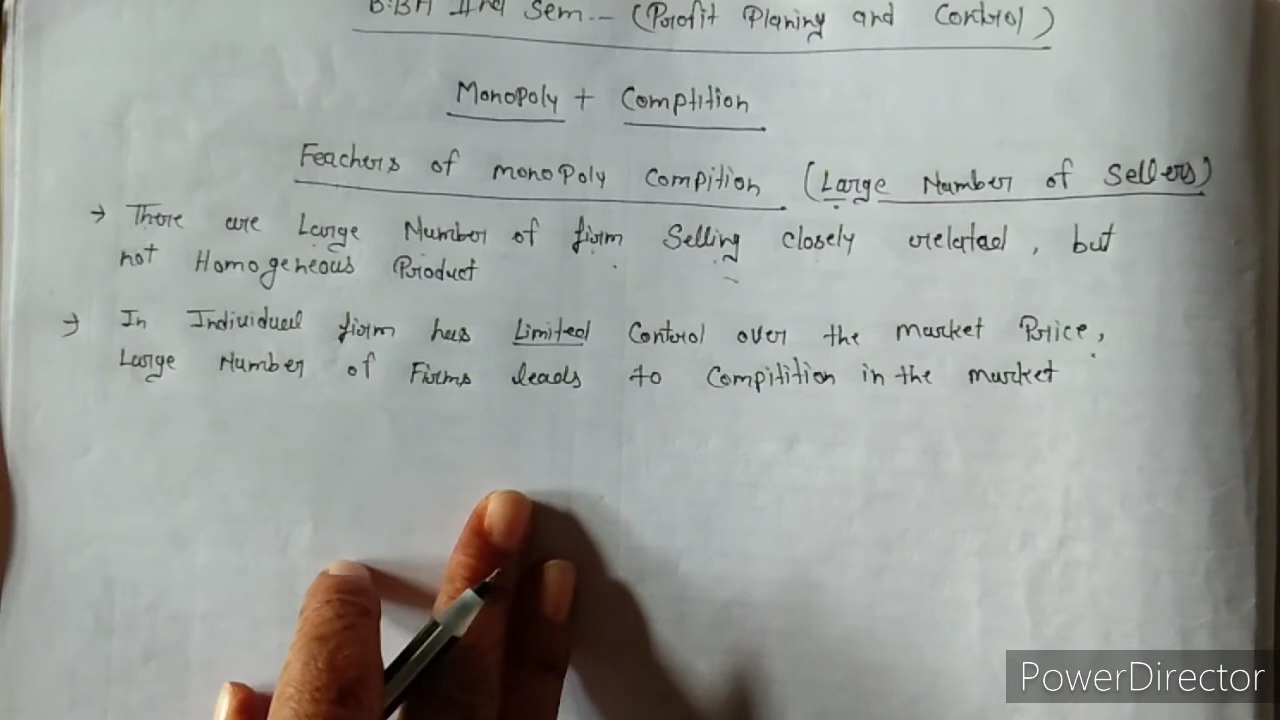 B.BA IInd Sem.- (Profit Planing and Control)
Monopoly + Comptition
Feachers of monopoly Compition (Large Number of Sellers)
→ There are Large Number of firm Selling closely related, but
not Homogeneous Product
→ In Individual firm has Limited Control over the market Price,
Large Number of Firms leads to Compitition in the market
PowerDirector